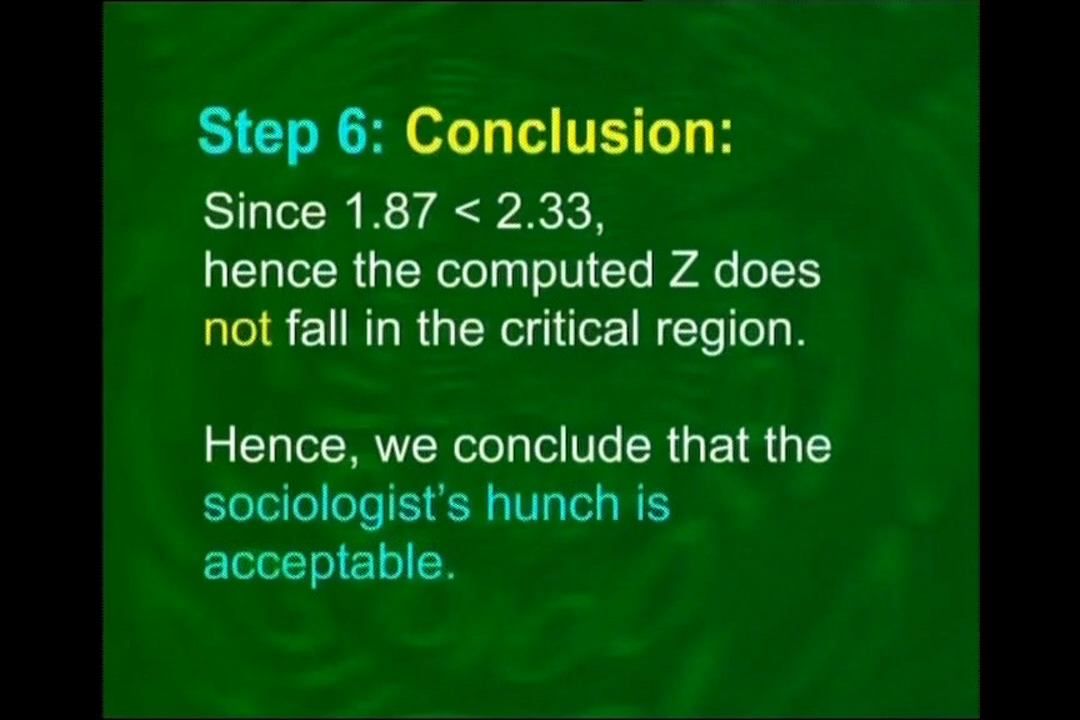 Step 6: Conclusion:
Since 1.87 < 2.33,
hence the computed Z does
not fall in the critical region.
Hence, we conclude that the
sociologist’s hunch is
acceptable.